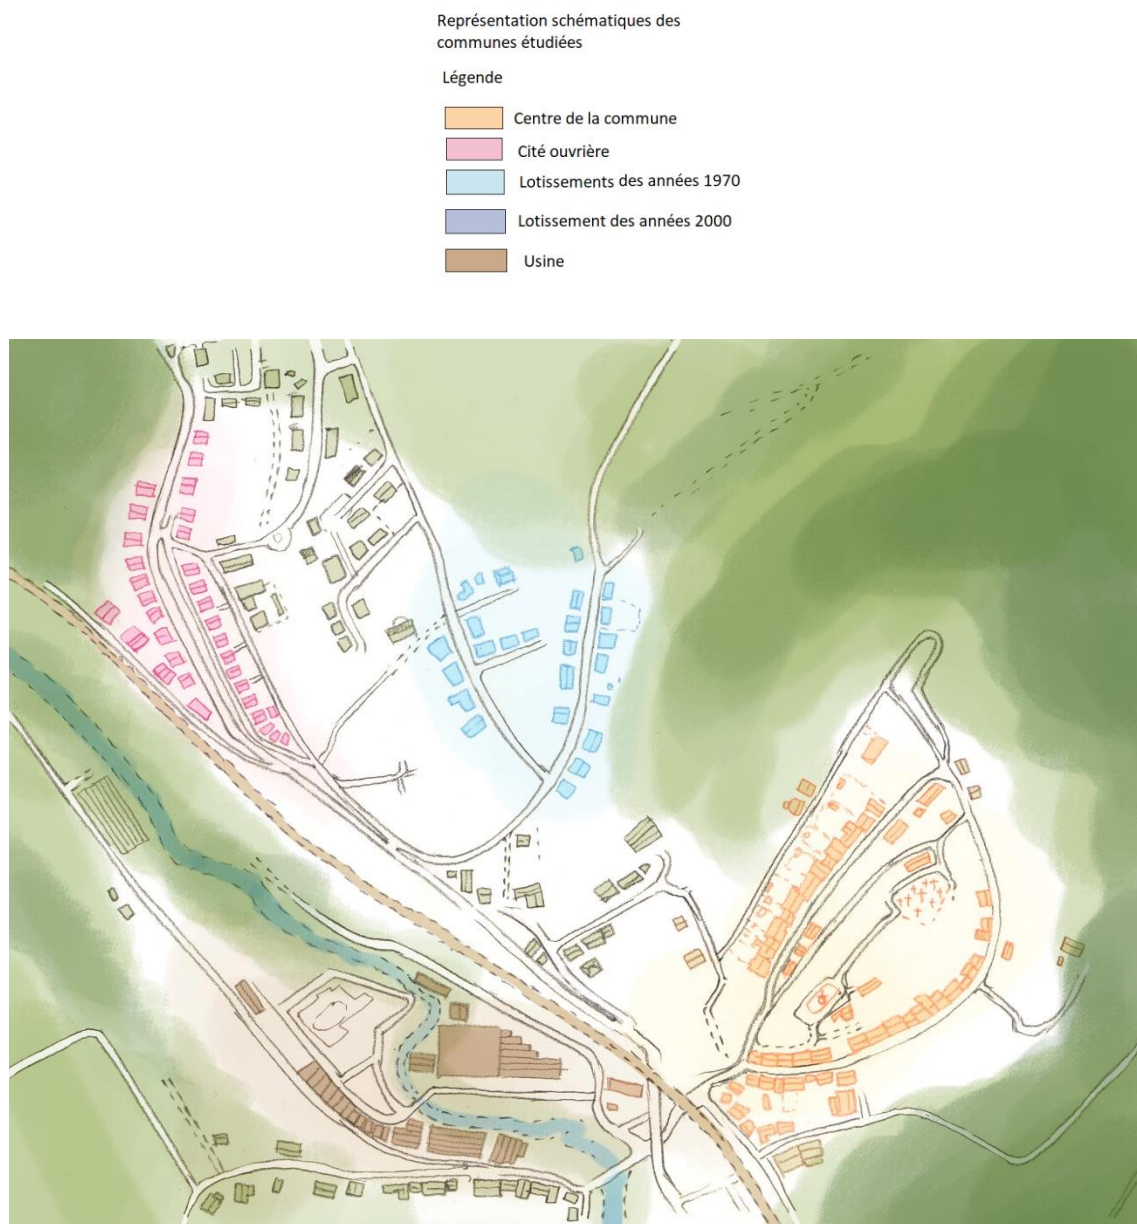 Représentation schématiques des
communes étudiées
Légende
Centre de la commune
Cité ouvrière
Lotissements des années 1970
Lotissement des années 2000
Usine